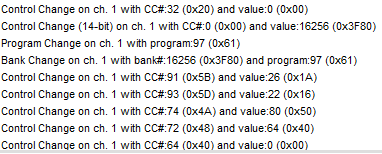 Control Change on ch. 1 with CC#:32 (0x20) and value:0 (0x00)
Control Change (14-bit) on ch. 1 with CC#:0 (0x00) and value:16256 (0x3F80)
Program Change on ch. 1 with program:97 (0x61)
Bank Change on ch. 1 with bank#:16256 (0x3F80) and program:97 (0x61)
Control Change on ch. 1 with CC#:91 (0x5B) and value:26 (0x1A)
Control Change on ch. 1 with CC#:93 (0x5D) and value:22 (0x16)
Control Change on ch. 1 with CC#:74 (0x4A) and value:80 (0x50)
Control Change on ch. 1 with CC#:72 (0x48) and value:64 (0x40)
Control Change on ch. 1 with CC#:64 (0x40) and value:0 (0x00)